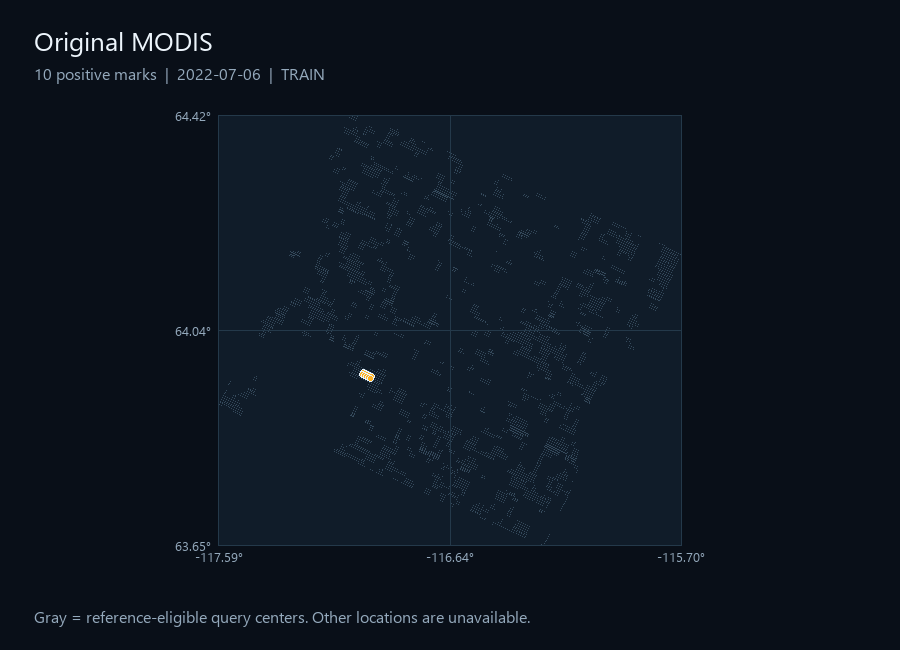 Original MODIS
10 positive marks | 2022-07-06 | TRAIN
64.42°
64.04°
63.65°
-117.59° -116.64° -115.70°
Gray = reference-eligible query centers. Other locations are unavailable.